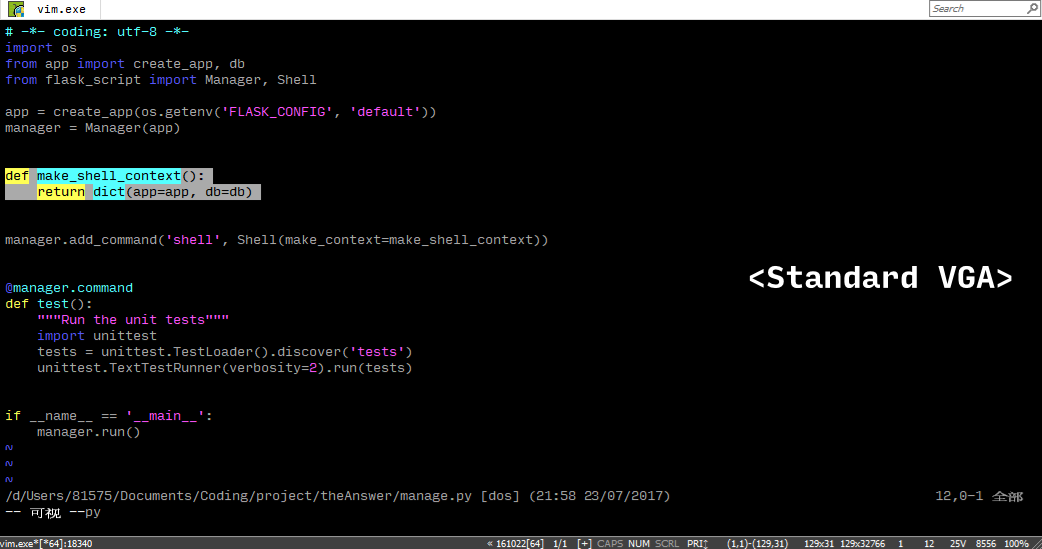 vim.exe
Search
# -*- coding: utf-8 -*-
import os
from app import create_app, db
from flask_script import Manager, Shell
app = create_app(os.getenv('FLASK_CONFIG', 'default'))
manager = Manager(app)
def make_shell_context():
    return dict(app=app, db=db)
manager.add_command('shell', Shell(make_context=make_shell_context))
<Standard VGA>
@manager.command
def test():
    """Run the unit tests"""
    import unittest
    tests = unittest.TestLoader().discover('tests')
    unittest.TextTestRunner(verbosity=2).run(tests)
if __name__ == '__main__':
    manager.run()
~
~
~
/d/Users/81575/Documents/Coding/project/theAnswer/manage.py [dos] (21:58 23/07/2017) 12,0-1 全部
-- 可视 --py
vim.exe*[*64]:18340 « 161022[64] 1/1 [+] CAPS NUM SCRL PRI↕ (1,1)-(129,31) 129x31 129x32766 1 12 25V 8556 100%